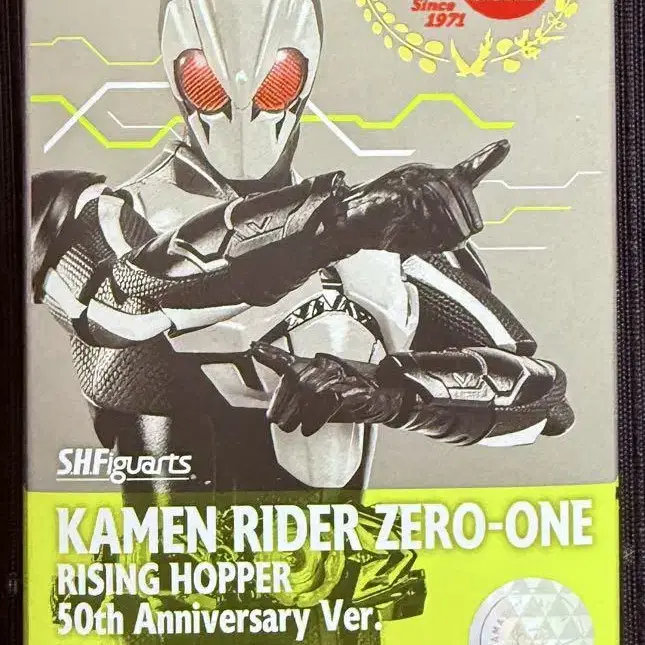 Since
1971
S.H.Figuarts
KAMEN RIDER ZERO-ONE
RISING HOPPER
50th Anniversary Ver.